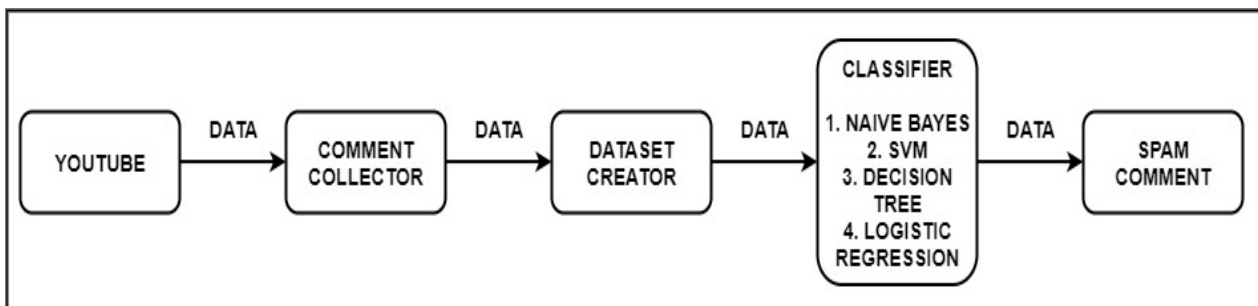 YOUTUBE
DATA
COMMENT
COLLECTOR
DATA
DATASET
CREATOR
DATA
CLASSIFIER
1. NAIVE BAYES
2. SVM
3. DECISION
TREE
4. LOGISTIC
REGRESSION
DATA
SPAM
COMMENT